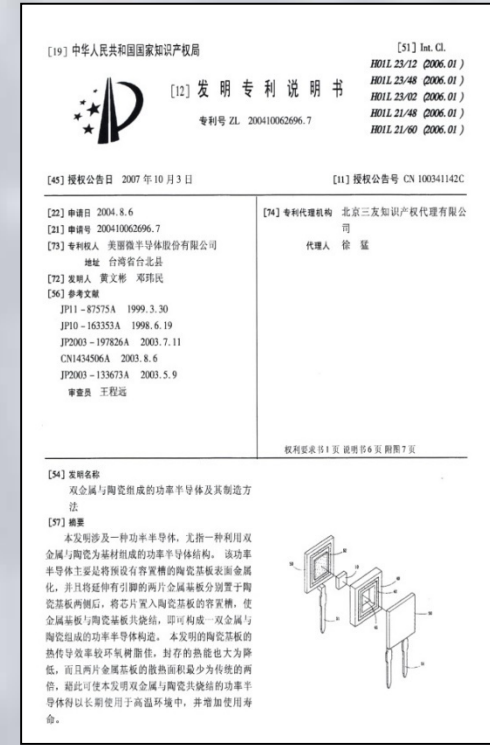 [19] 中华人民共和国国家知识产权局
[51] Int. Cl.
H01L 23/12 (2006.01)
H01L 23/48 (2006.01)
H01L 23/02 (2006.01)
H01L 21/48 (2006.01)
H01L 21/60 (2006.01)
[12] 发明专利说明书
专利号 ZL 200410062696.7
[45] 授权公告日 2007年10月3日
[11] 授权公告号 CN 100341142C
[22] 申请日 2004.8.6
[21] 申请号 200410062696.7
[73] 专利权人 美丽微半导体股份有限公司
地址 台湾省台北县
[72] 发明人 黄文彬 邓玮民
[56] 参考文献
JP11-87575A 1999.3.30
JP10-163353A 1998.6.19
JP2003-197826A 2003.7.11
CN1434506A 2003.8.6
JP2003-133673A 2003.5.9
审查员 王程远
[74] 专利代理机构 北京三友知识产权代理有限公
司
代理人 徐猛
权利要求书1页 说明书6页 附图7页
[54] 发明名称
双金属与陶瓷组成的功率半导体及其制造方
法
[57] 摘要
本发明涉及一种功率半导体，尤指一种利用双
金属与陶瓷为基材组成的功率半导体结构。该功率
半导体主要是将预设有容置槽的陶瓷基板表面金属
化，并且将延伸有引脚的两片金属基板分别置于陶
瓷基板两侧后，将芯片置入陶瓷基板的容置槽，使
金属基板与陶瓷基板共烧结，即可构成一双金属与
陶瓷组成的功率半导体构造。本发明的陶瓷基板的
热传导效率较环氧树脂佳，封存的热能也大为降
低，而且两片金属基板的散热面积最少为传统的两
倍，藉此可使本发明双金属与陶瓷共烧结的功率半
导体得以长期使用于高温环境中，并增加使用寿
命。